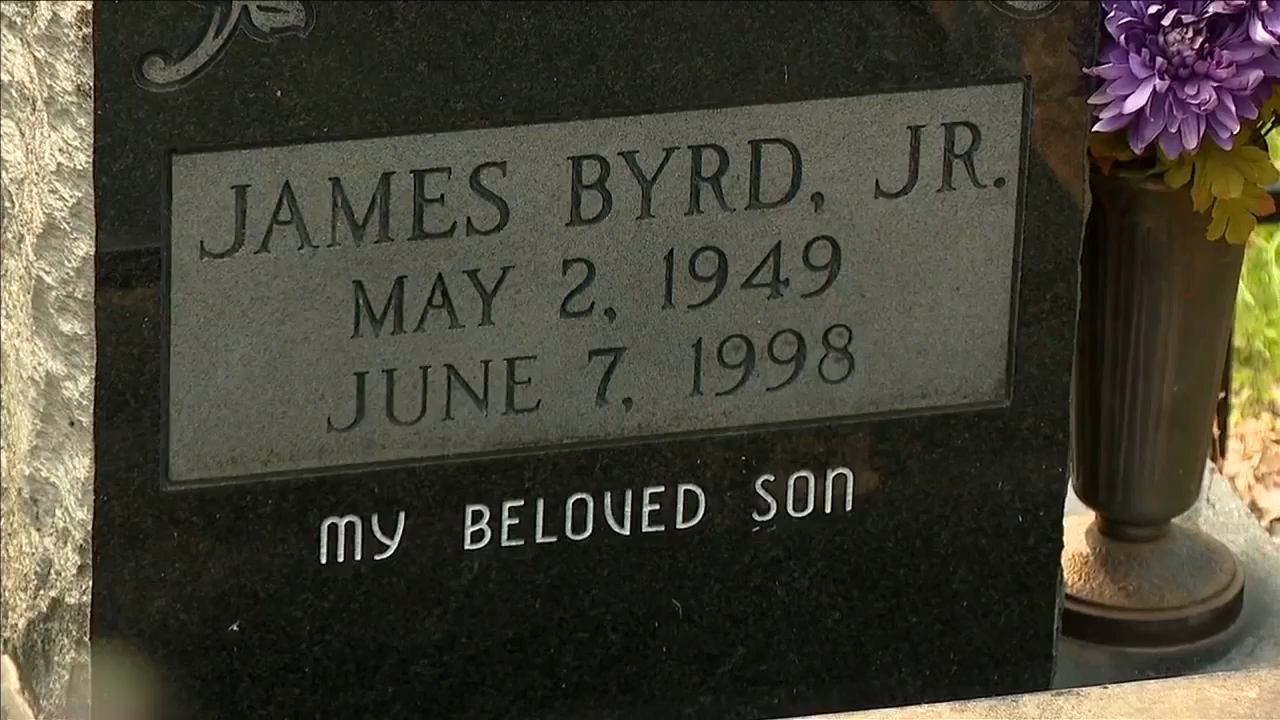 JAMES BYRD, JR.
MAY 2, 1949
JUNE 7, 1998
MY BELOVED SON